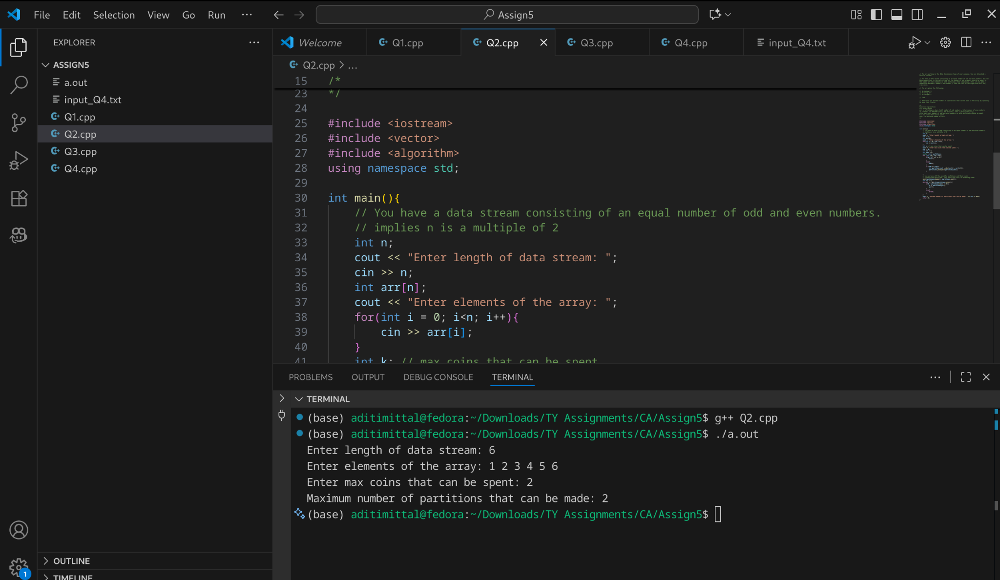 File Edit Selection View Go Run ...
Assign5
EXPLORER
ASSIGN5
a.out
input_Q4.txt
Q1.cpp
Q2.cpp
Q3.cpp
Q4.cpp
OUTLINE
TIMELINE
1
Welcome Q1.cpp Q2.cpp Q3.cpp Q4.cpp input_Q4.txt
Q2.cpp > ...
15 /*
23 */
24
25 #include <iostream>
26 #include <vector>
27 #include <algorithm>
28 using namespace std;
29
30 int main(){
31 // You have a data stream consisting of an equal number of odd and even numbers.
32 // implies n is a multiple of 2
33 int n;
34 cout << "Enter length of data stream: ";
35 cin >> n;
36 int arr[n];
37 cout << "Enter elements of the array: ";
38 for(int i = 0; i<n; i++){
39 cin >> arr[i];
40 }
41 int k; // max coins that can be spent
PROBLEMS OUTPUT DEBUG CONSOLE TERMINAL
TERMINAL
(base) aditimittal@fedora:~/Downloads/TY Assignments/CA/Assign5$ g++ Q2.cpp
(base) aditimittal@fedora:~/Downloads/TY Assignments/CA/Assign5$ ./a.out
Enter length of data stream: 6
Enter elements of the array: 1 2 3 4 5 6
Enter max coins that can be spent: 2
Maximum number of partitions that can be made: 2
(base) aditimittal@fedora:~/Downloads/TY Assignments/CA/Assign5$